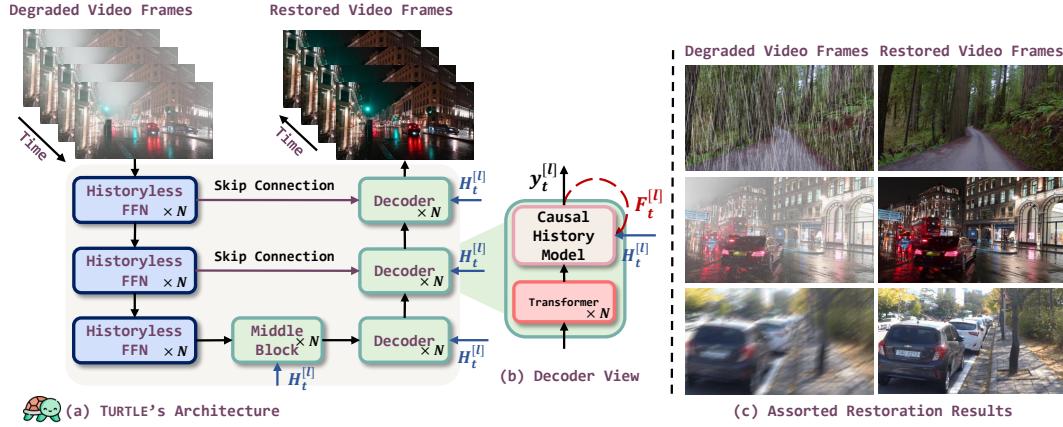 Degraded Video Frames
Restored Video Frames
Time
Time
Historyless FFN × N
Skip Connection
Decoder × N
H_t^{[l]}
Historyless FFN × N
Skip Connection
Decoder × N
H_t^{[l]}
Historyless FFN × N
Middle Block × N
Decoder × N
H_t^{[l]}
H_t^{[l]}
(a) TURTLE's Architecture
y_t^{[l]}
F_t^{[l]}
Causal
History
Model
H_t^{[l]}
Transformer × N
(b) Decoder View
Degraded Video Frames
Restored Video Frames
(c) Assorted Restoration Results